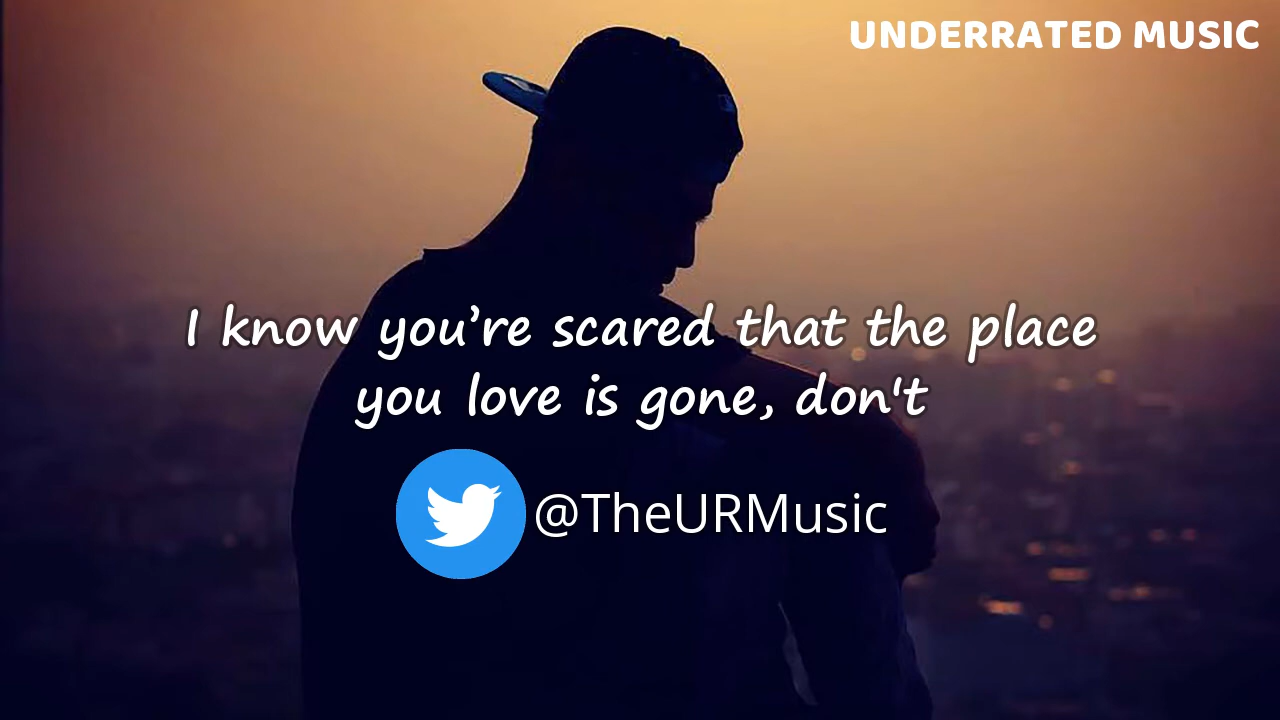 UNDERRATED MUSIC
I know you’re scared that the place
you love is gone, don't
@TheURMusic